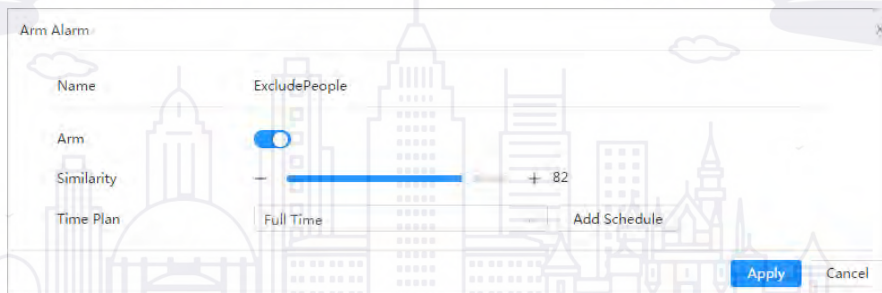 Arm Alarm
Name ExcludePeople
Arm
Similarity − + 82
Time Plan Full Time Add Schedule
Apply Cancel